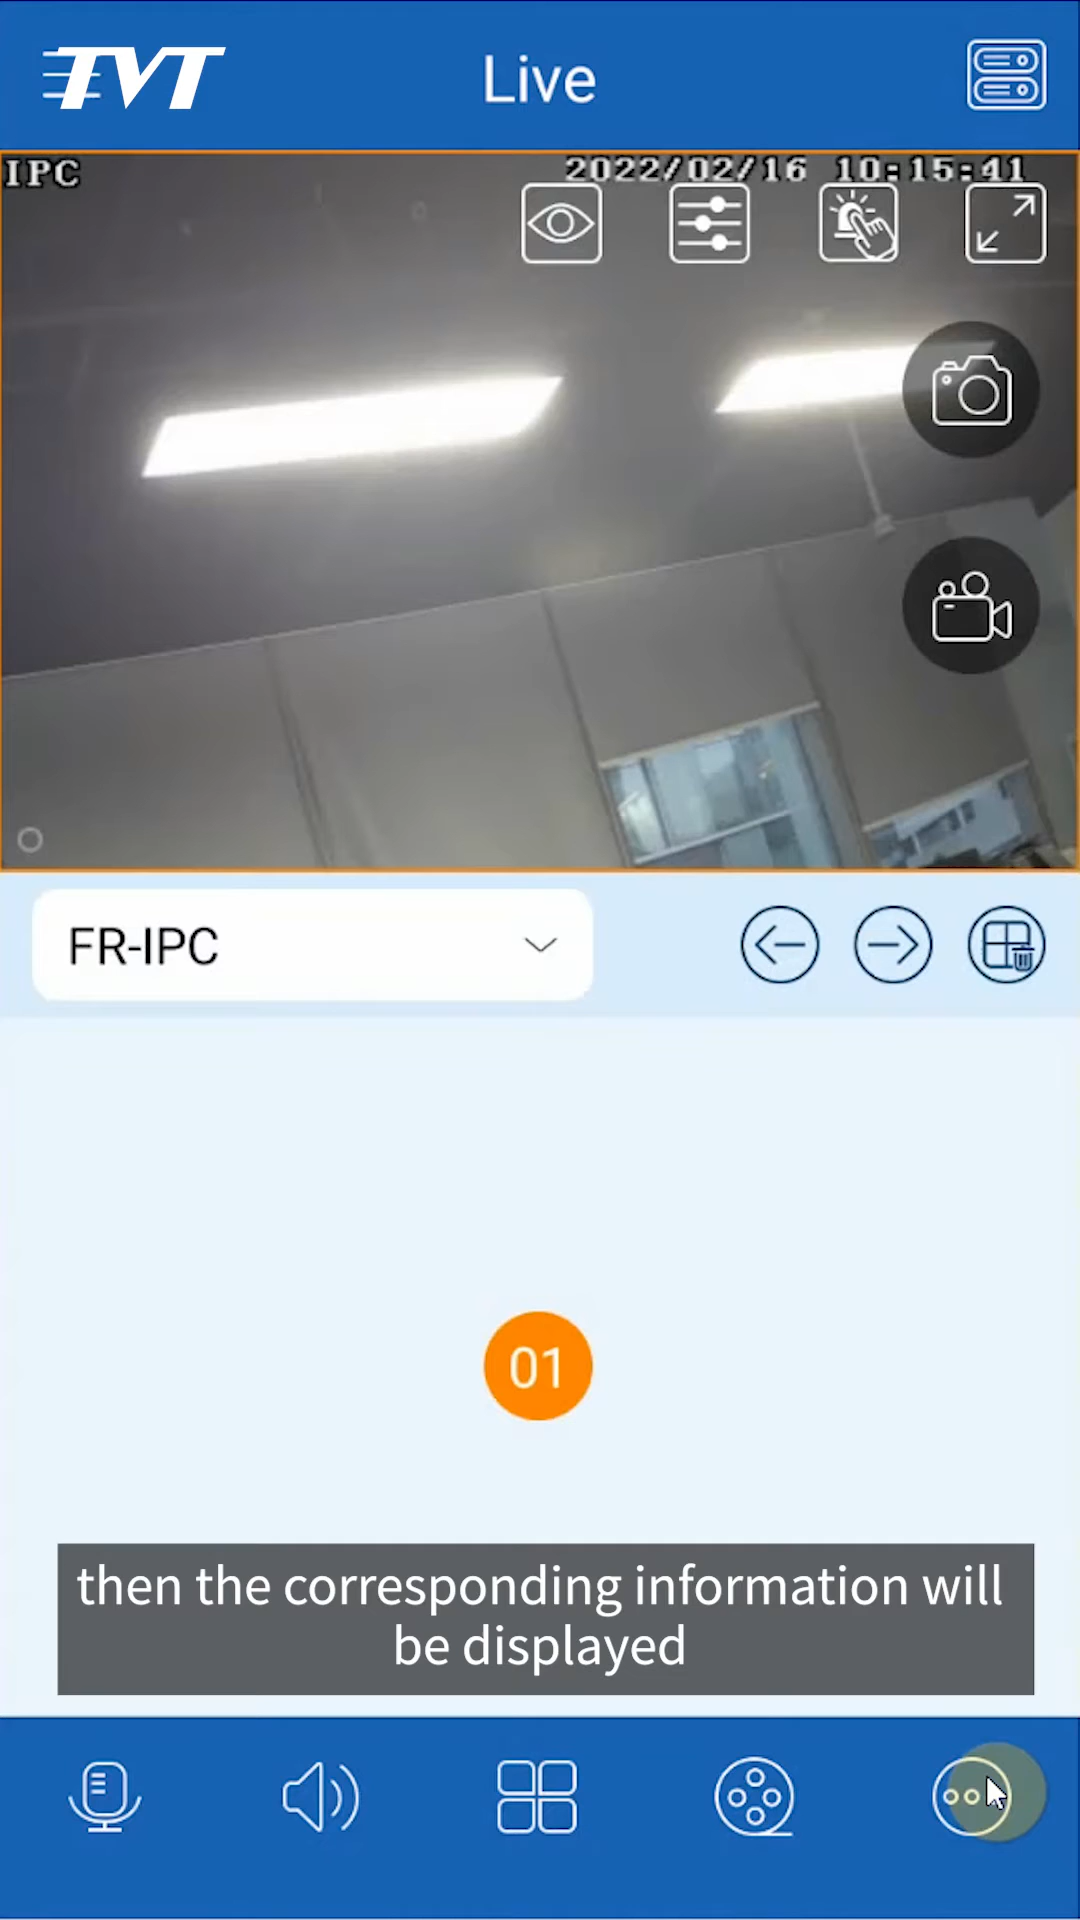 TVT
Live
IPC
2022/02/16 10:15:41
FR-IPC
01
then the corresponding information will
be displayed